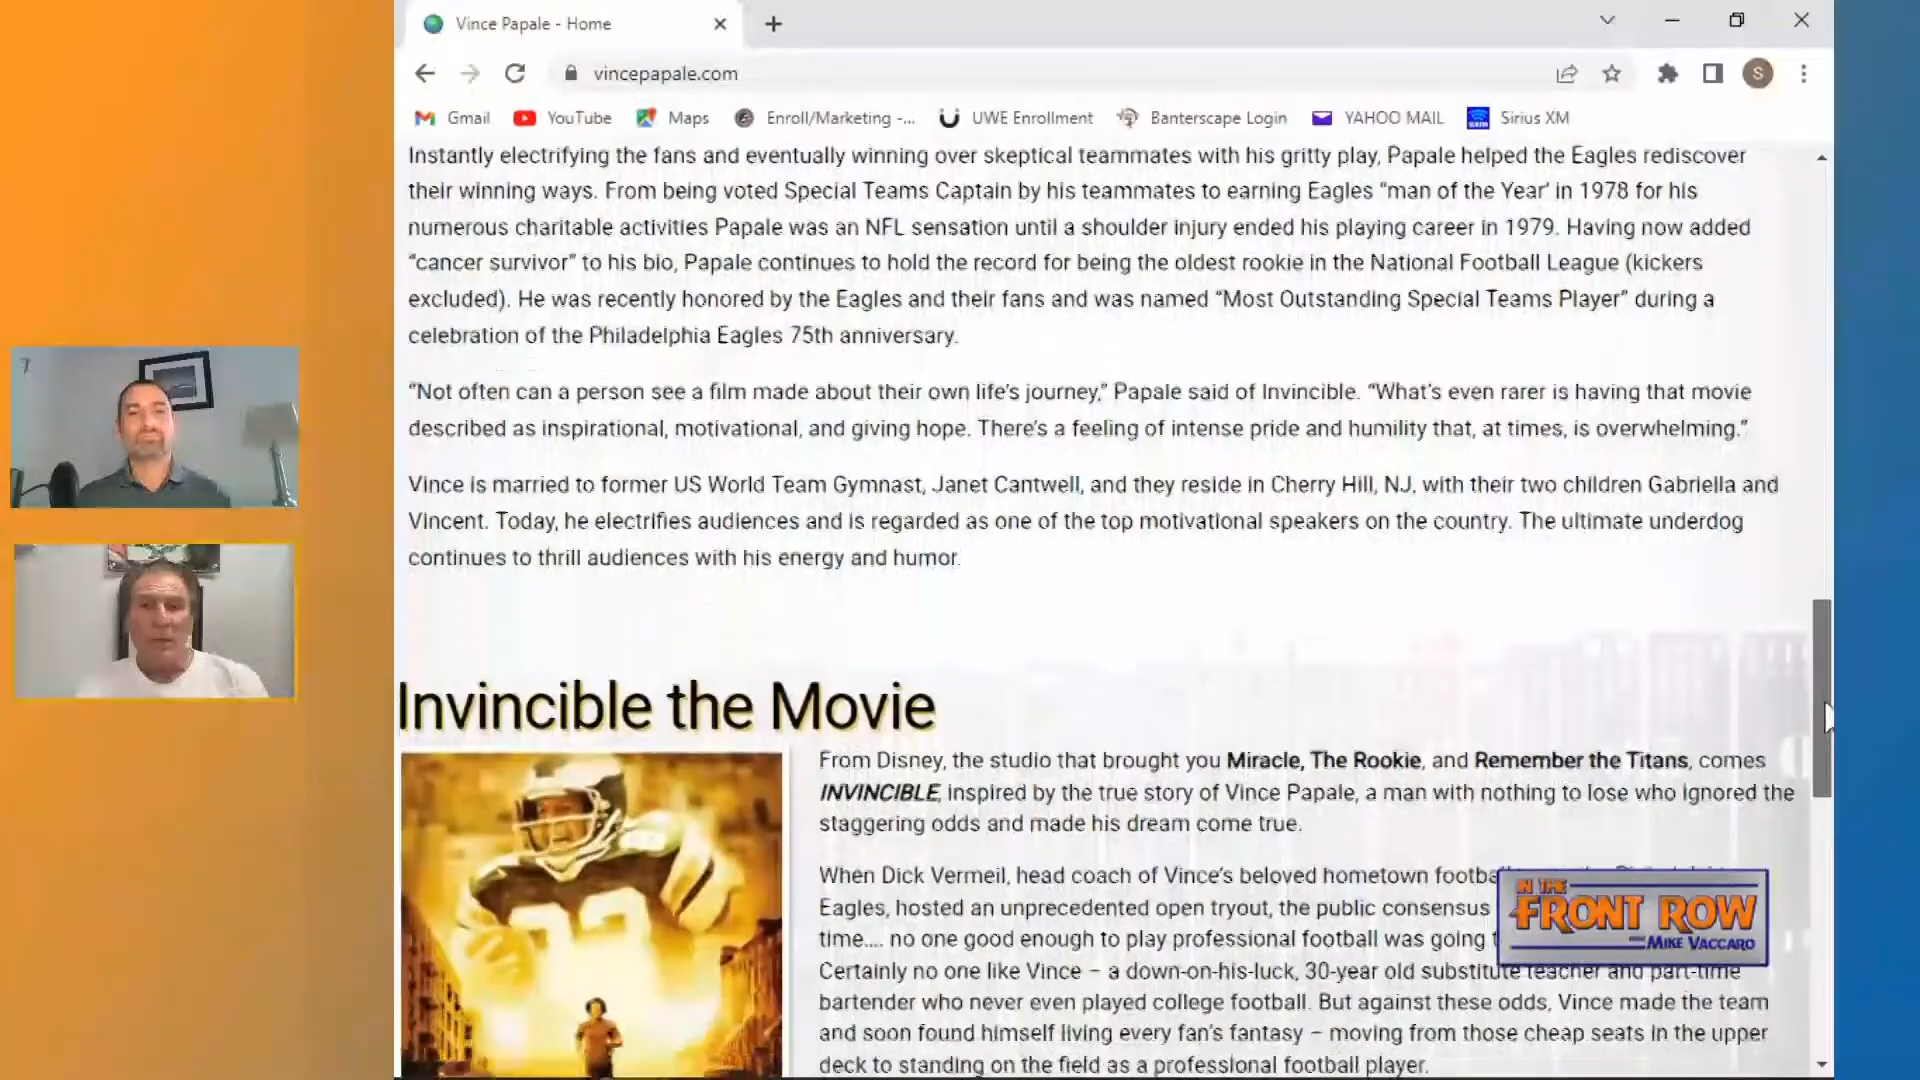 Vince Papale - Home
vincepapale.com
S
Gmail YouTube Maps Enroll/Marketing -... UWE Enrollment Banterscape Login YAHOO MAIL Sirius XM
Instantly electrifying the fans and eventually winning over skeptical teammates with his gritty play, Papale helped the Eagles rediscover
their winning ways. From being voted Special Teams Captain by his teammates to earning Eagles “man of the Year’ in 1978 for his
numerous charitable activities Papale was an NFL sensation until a shoulder injury ended his playing career in 1979. Having now added
“cancer survivor” to his bio, Papale continues to hold the record for being the oldest rookie in the National Football League (kickers
excluded). He was recently honored by the Eagles and their fans and was named “Most Outstanding Special Teams Player” during a
celebration of the Philadelphia Eagles 75th anniversary.
“Not often can a person see a film made about their own life’s journey,” Papale said of Invincible. “What’s even rarer is having that movie
described as inspirational, motivational, and giving hope. There’s a feeling of intense pride and humility that, at times, is overwhelming.”
Vince is married to former US World Team Gymnast, Janet Cantwell, and they reside in Cherry Hill, NJ, with their two children Gabriella and
Vincent. Today, he electrifies audiences and is regarded as one of the top motivational speakers on the country. The ultimate underdog
continues to thrill audiences with his energy and humor.
Invincible the Movie
From Disney, the studio that brought you Miracle, The Rookie, and Remember the Titans, comes
INVINCIBLE, inspired by the true story of Vince Papale, a man with nothing to lose who ignored the
staggering odds and made his dream come true.
When Dick Vermeil, head coach of Vince’s beloved hometown
Eagles, hosted an unprecedented open tryout, the public consensus
time.... no one good enough to play professional football was going
Certainly no one like Vince – a down-on-his-luck, 30-year old substitute teacher and part-time
bartender who never even played college football. But against these odds, Vince made the team
and soon found himself living every fan’s fantasy – moving from those cheap seats in the upper
deck to standing on the field as a professional football player.
IN THE
FRONT ROW
MIKE VACCARO